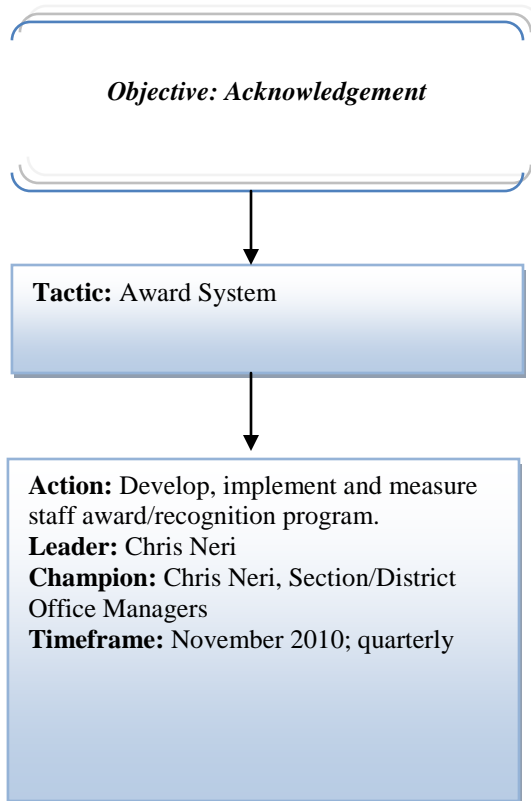 Objective: Acknowledgement
Tactic: Award System
Action: Develop, implement and measure
staff award/recognition program.
Leader: Chris Neri
Champion: Chris Neri, Section/District
Office Managers
Timeframe: November 2010; quarterly